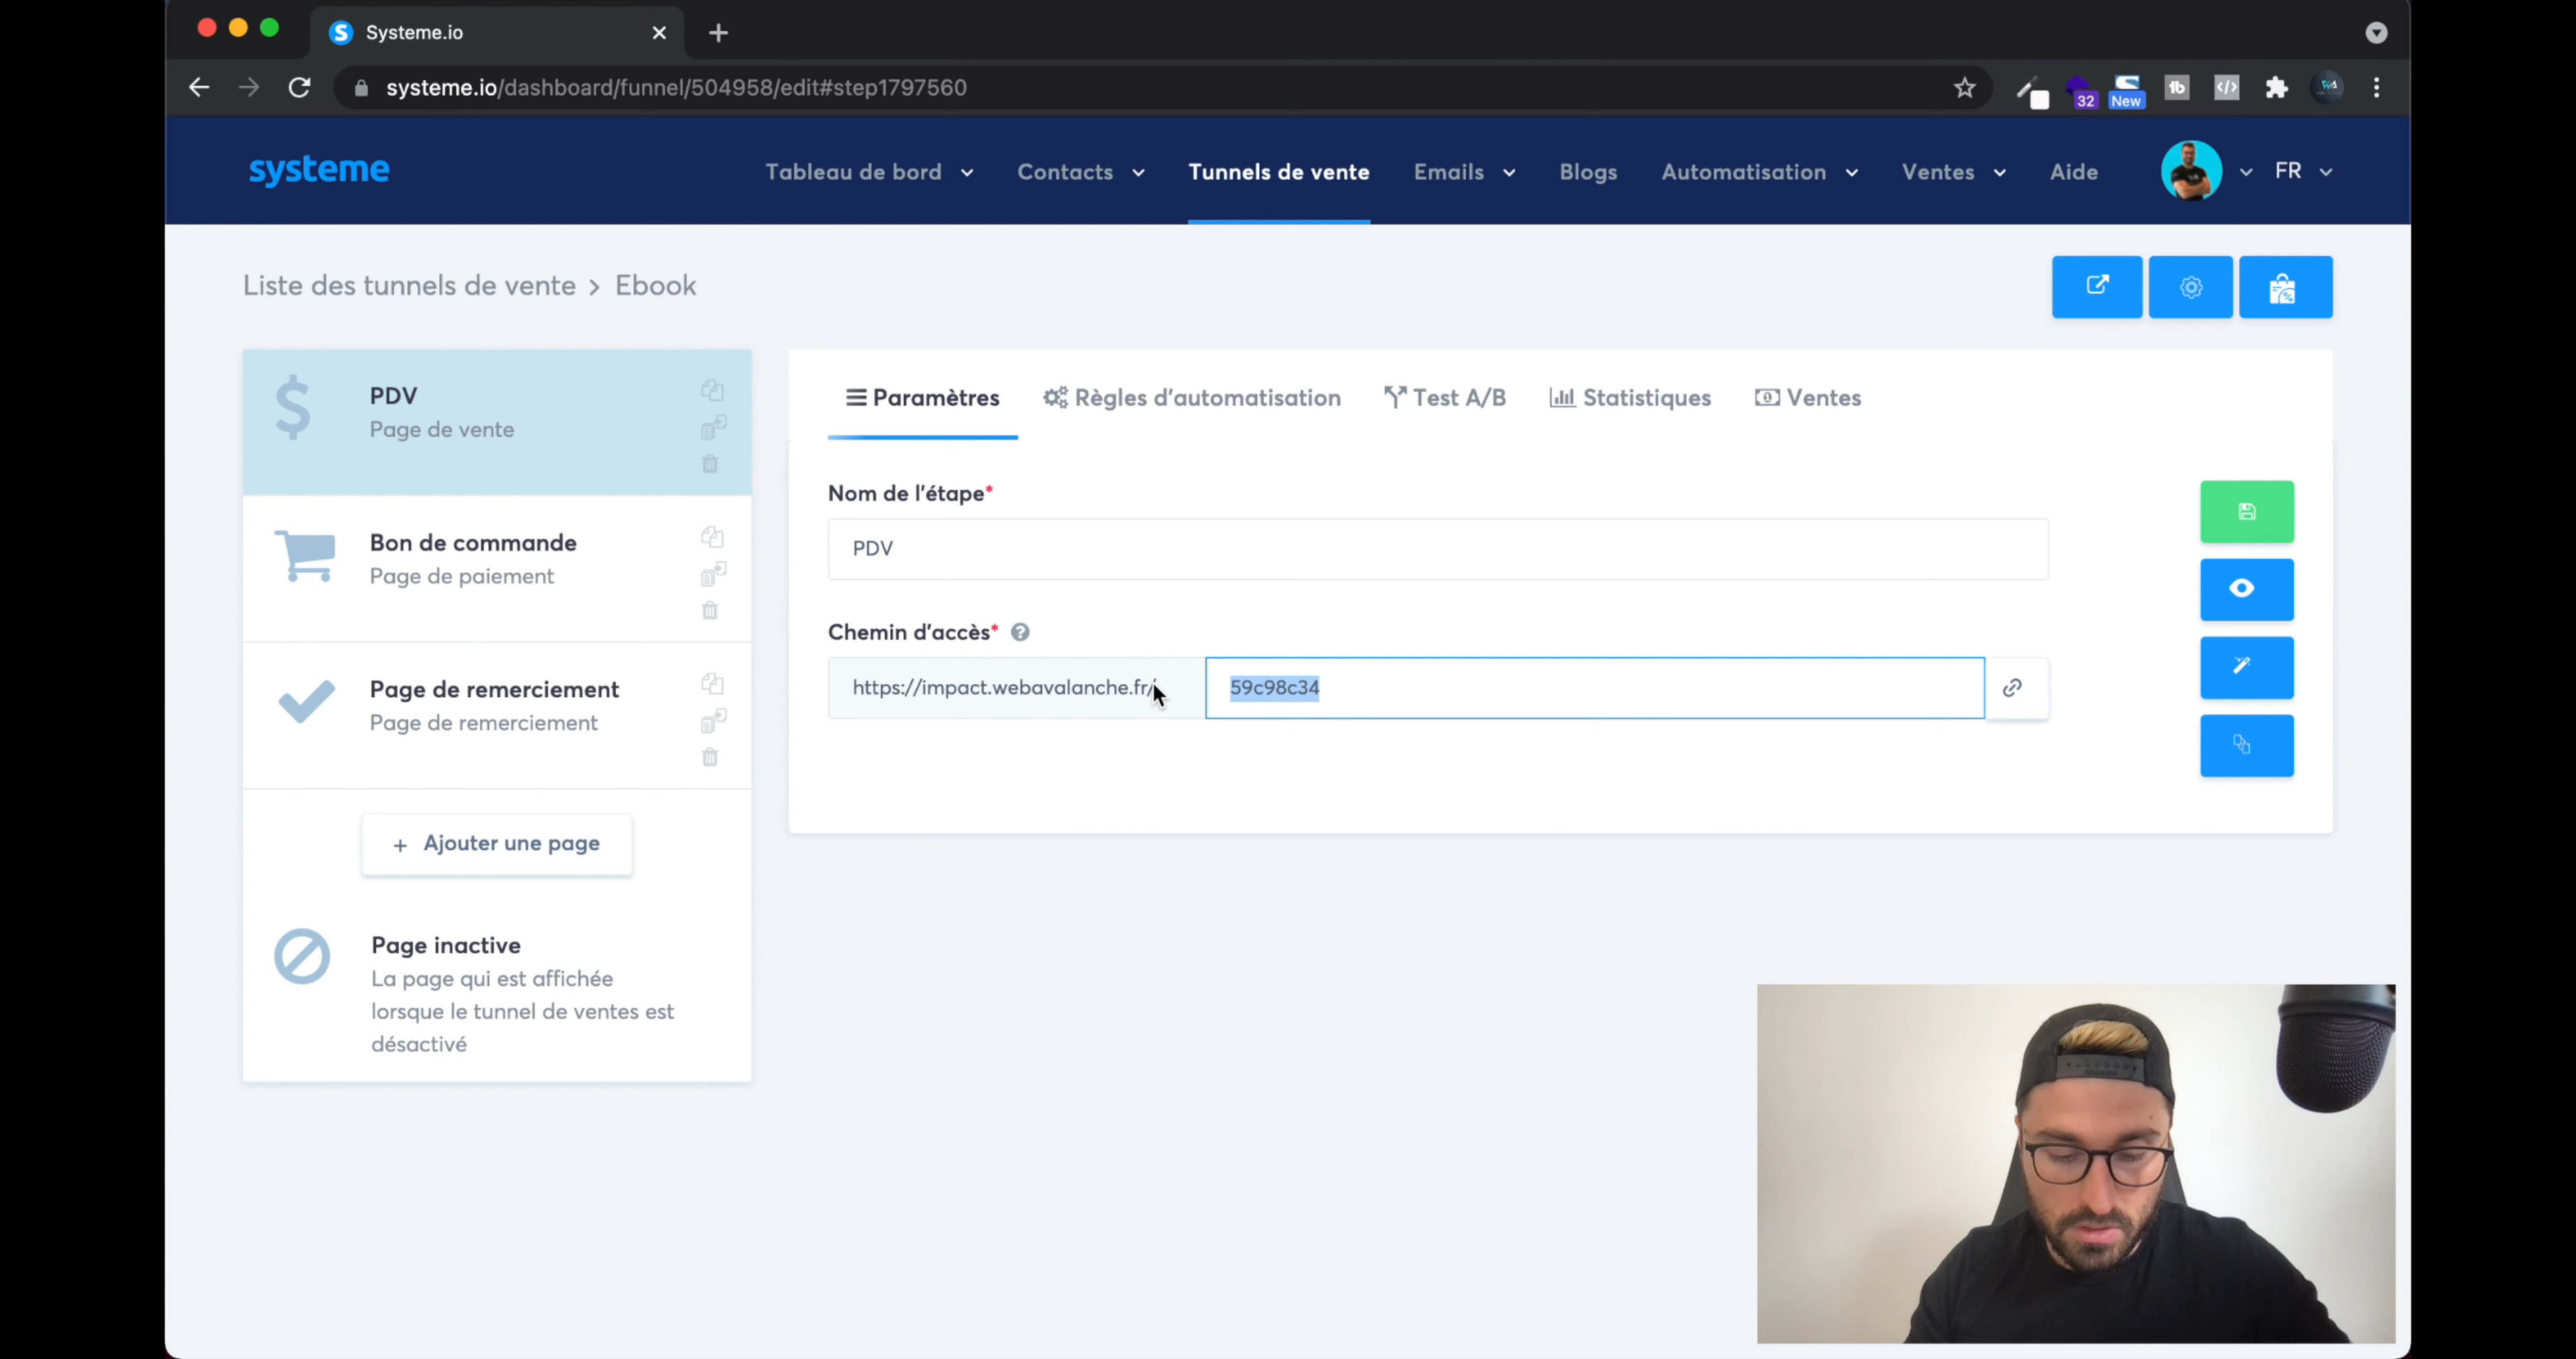 Systeme.io
systeme.io/dashboard/funnel/504958/edit#step1797560
32
New
systeme
Tableau de bord
Contacts
Tunnels de vente
Emails
Blogs
Automatisation
Ventes
Aide
FR
Liste des tunnels de vente > Ebook
PDV
Page de vente
Bon de commande
Page de paiement
Page de remerciement
Page de remerciement
+ Ajouter une page
Page inactive
La page qui est affichée
lorsque le tunnel de ventes est
désactivé
Paramètres
Règles d'automatisation
Test A/B
Statistiques
Ventes
Nom de l'étape*
PDV
Chemin d'accès*
https://impact.webavalanche.fr/
59c98c34